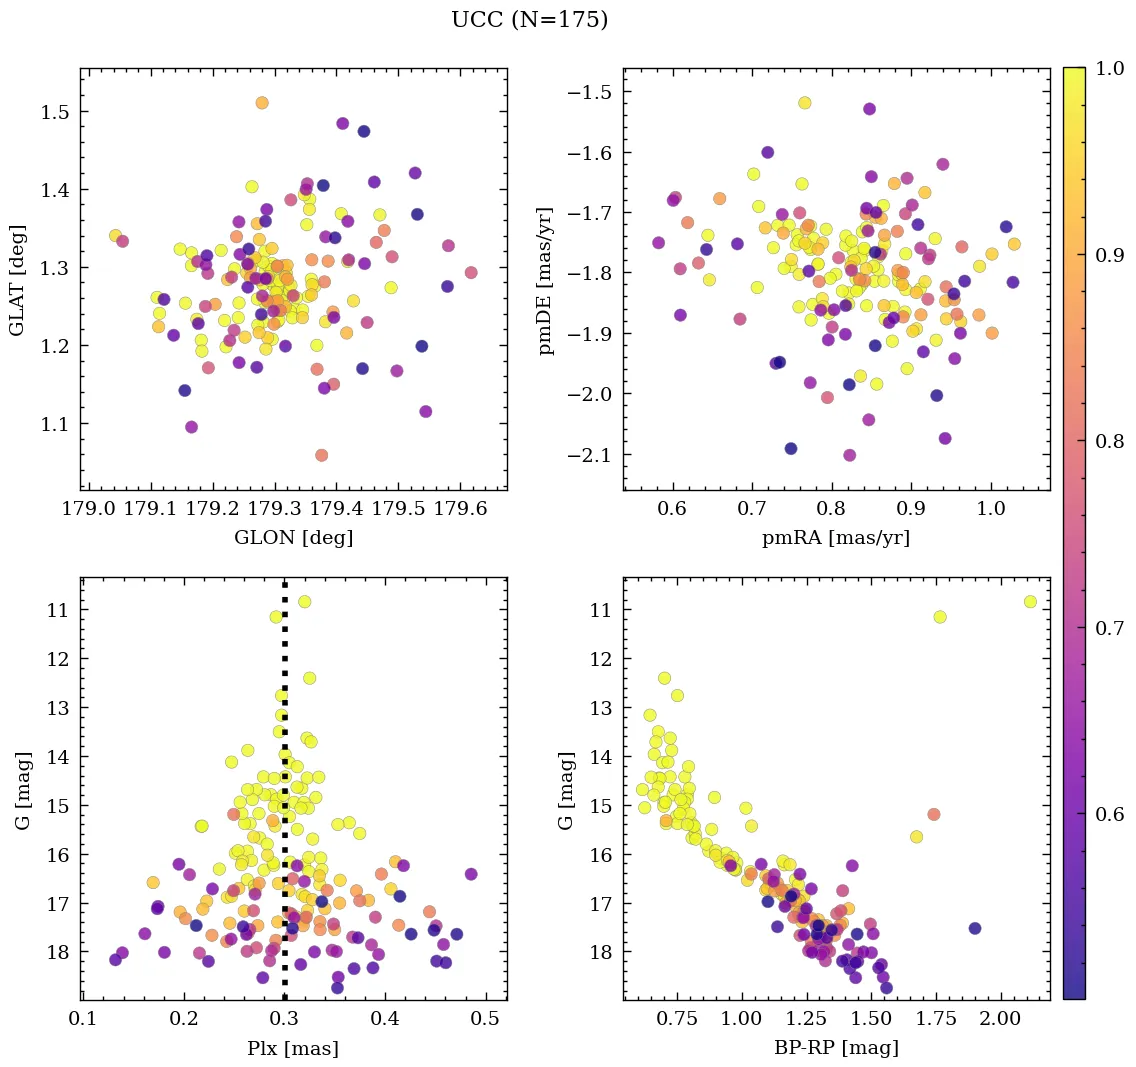 UCC (N=175)
1.5
1.4
1.3
1.2
1.1
GLAT [deg]
179.0 179.1 179.2 179.3 179.4 179.5 179.6
GLON [deg]
−1.5
−1.6
−1.7
−1.8
−1.9
−2.0
−2.1
pmDE [mas/yr]
0.6 0.7 0.8 0.9 1.0
pmRA [mas/yr]
1.0
0.9
0.8
0.7
0.6
11
12
13
14
15
16
17
18
G [mag]
0.1 0.2 0.3 0.4 0.5
Plx [mas]
11
12
13
14
15
16
17
18
G [mag]
0.75 1.00 1.25 1.50 1.75 2.00
BP-RP [mag]